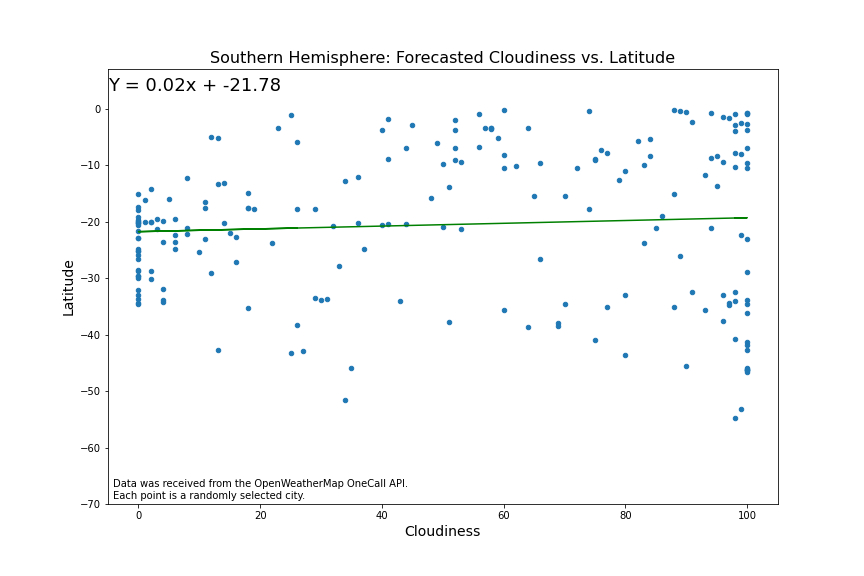 Southern Hemisphere: Forecasted Cloudiness vs. Latitude
Y = 0.02x + -21.78
0
−10
−20
−30
−40
−50
−60
−70
Latitude
Data was received from the OpenWeatherMap OneCall API.
Each point is a randomly selected city.
0 20 40 60 80 100
Cloudiness